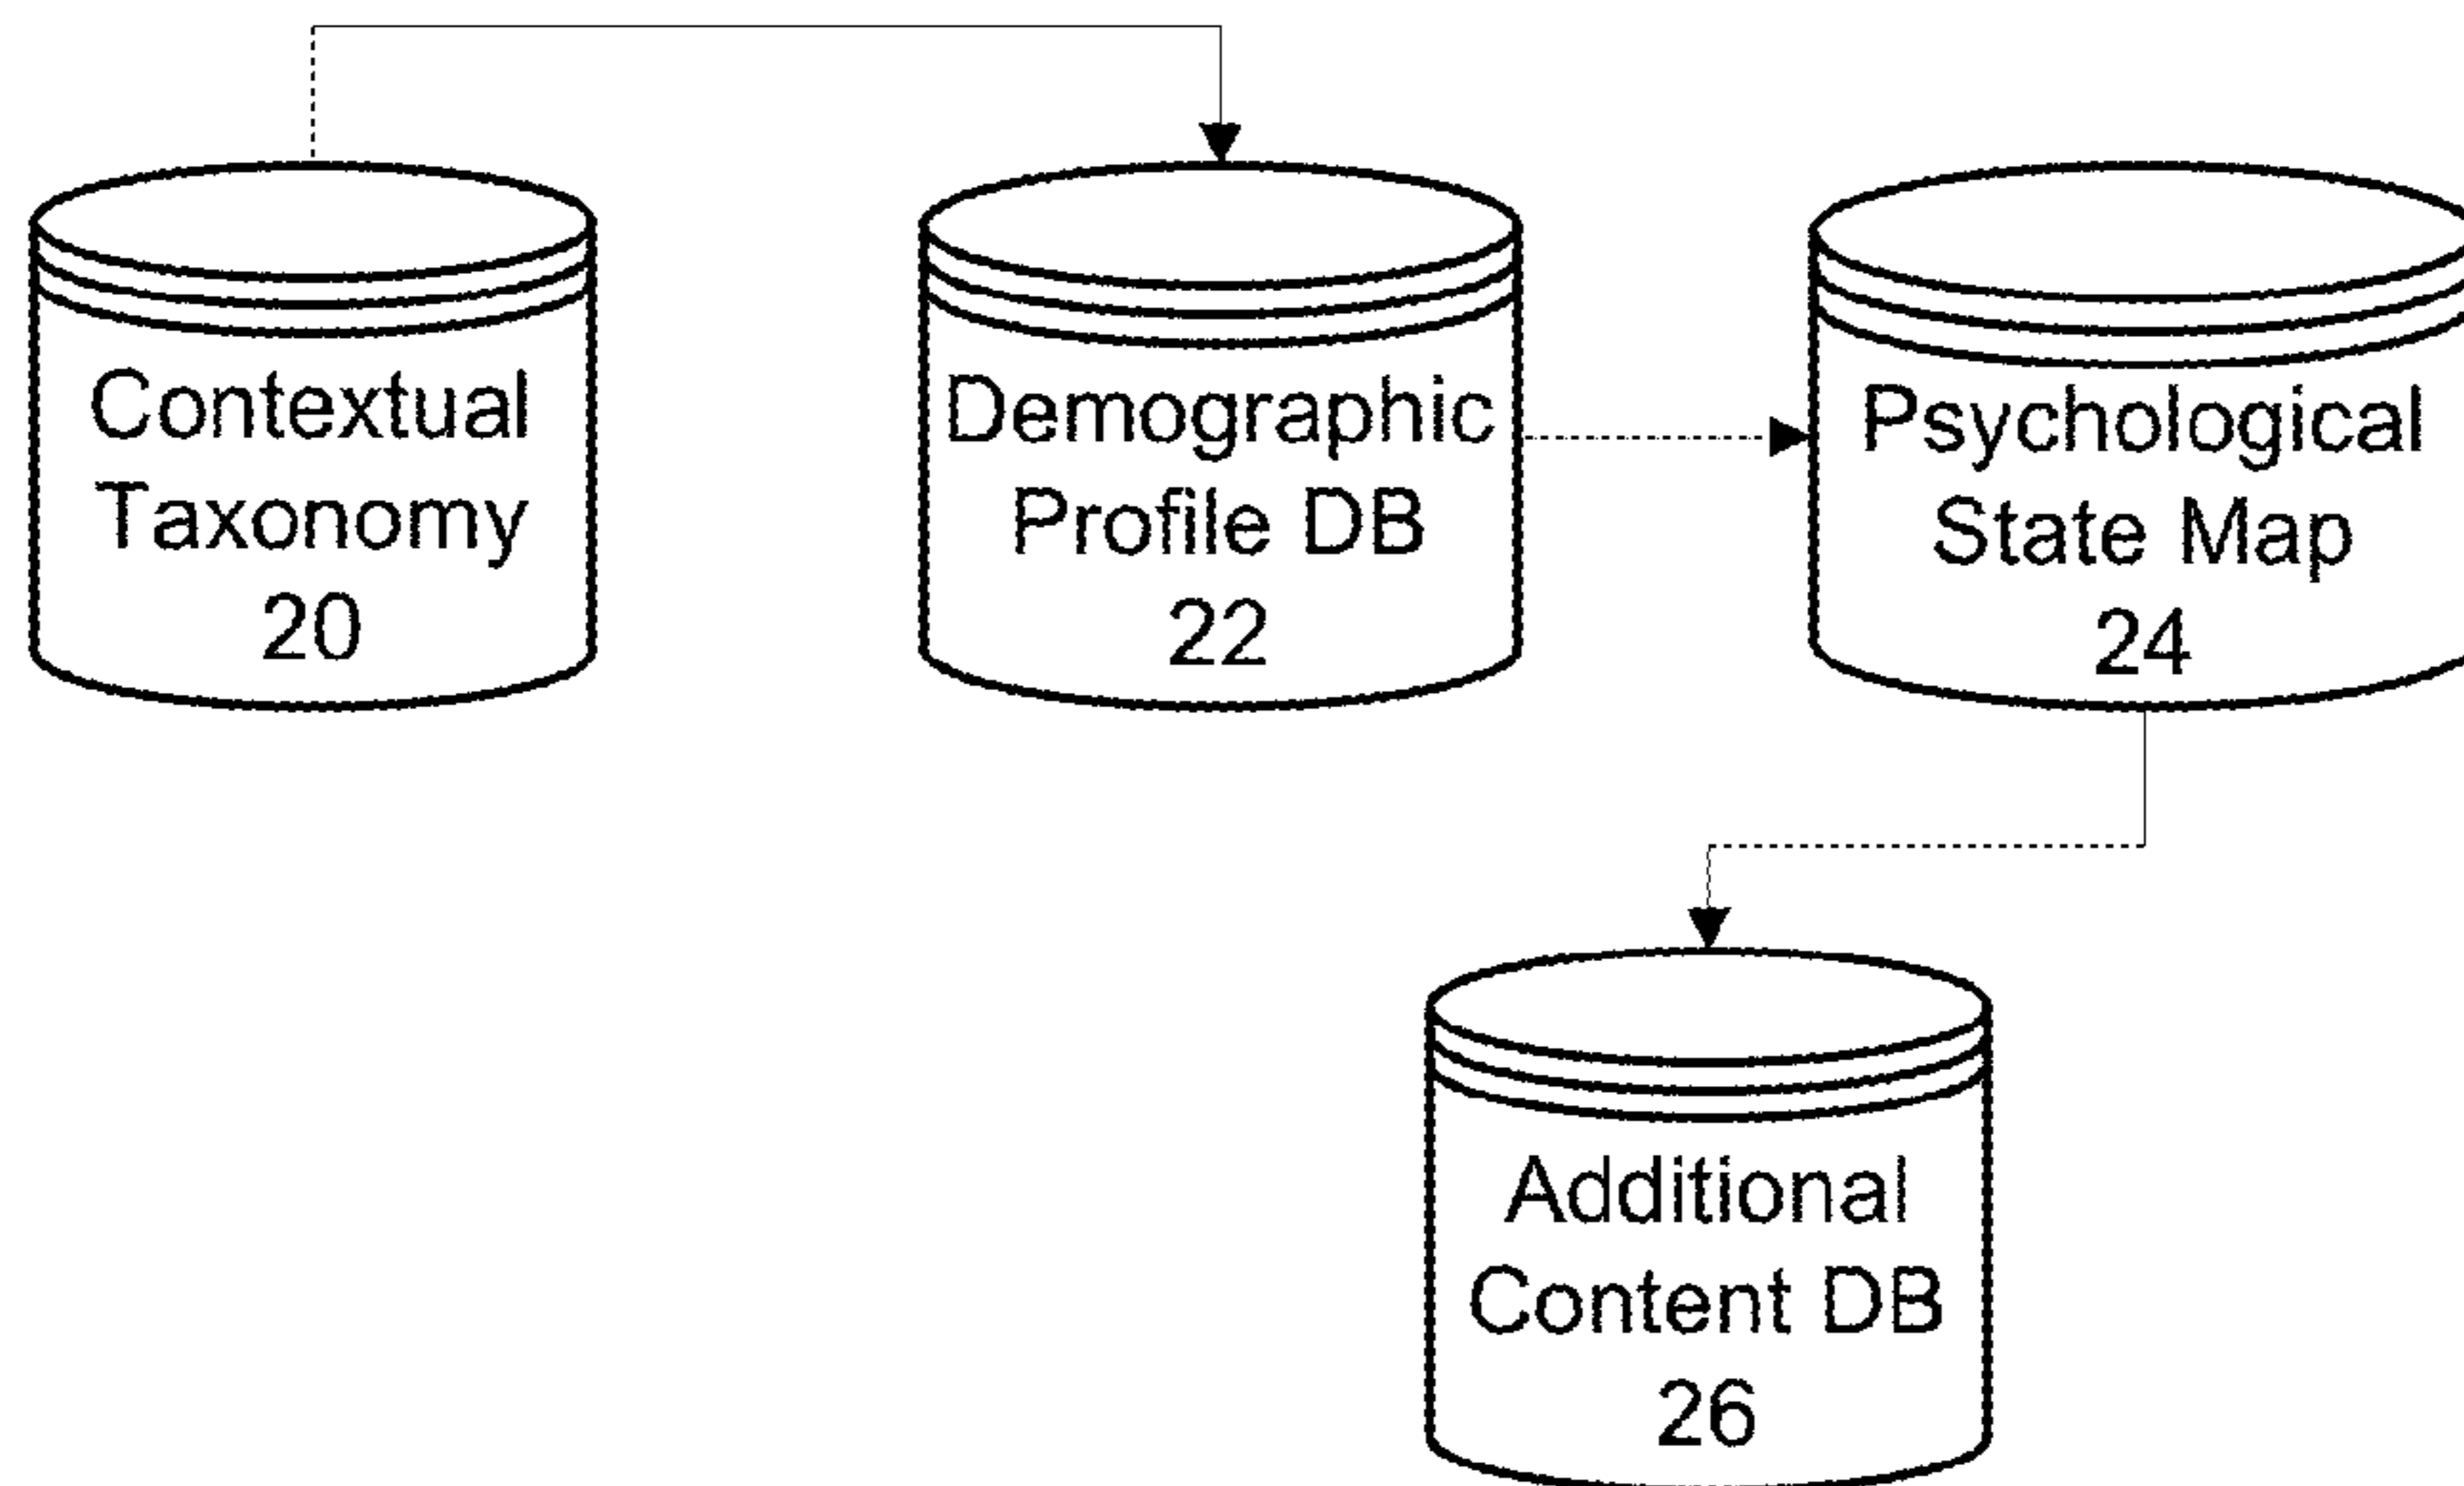 Contextual
Taxonomy
20
Demographic
Profile DB
22
Psychological
State Map
24
Additional
Content DB
26